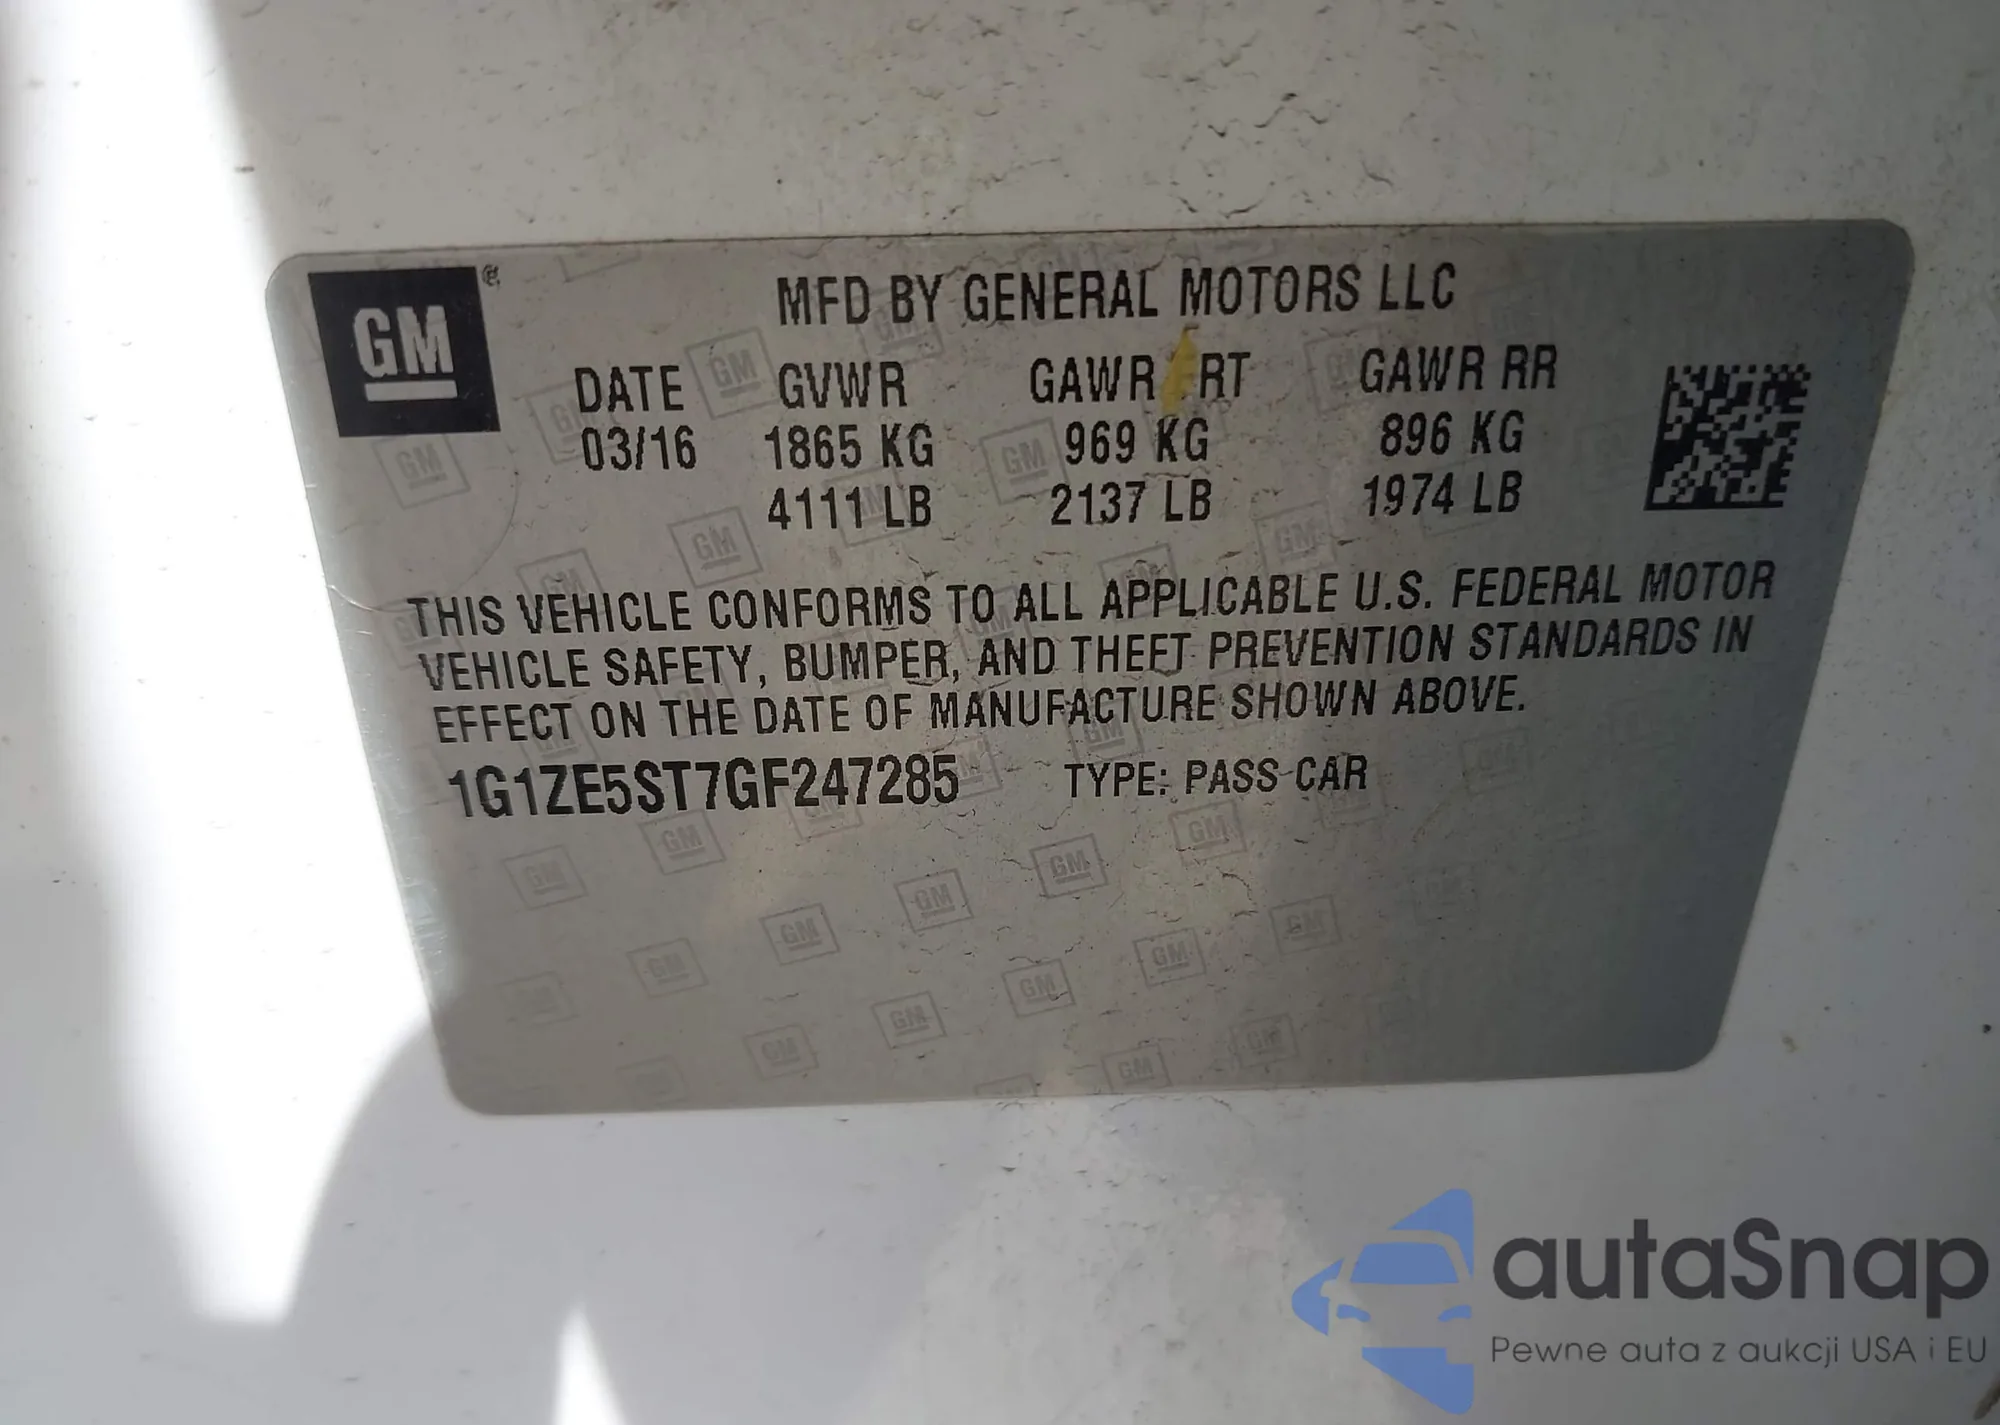 GM®
MFD BY GENERAL MOTORS LLC
DATE GVWR GAWR FRT GAWR RR
03/16 1865 KG 969 KG 896 KG
4111 LB 2137 LB 1974 LB
THIS VEHICLE CONFORMS TO ALL APPLICABLE U.S. FEDERAL MOTOR
VEHICLE SAFETY, BUMPER, AND THEFT PREVENTION STANDARDS IN
EFFECT ON THE DATE OF MANUFACTURE SHOWN ABOVE.
1G1ZE5ST7GF247285 TYPE: PASS CAR
autaSnap
Pewne auta z aukcji USA i EU